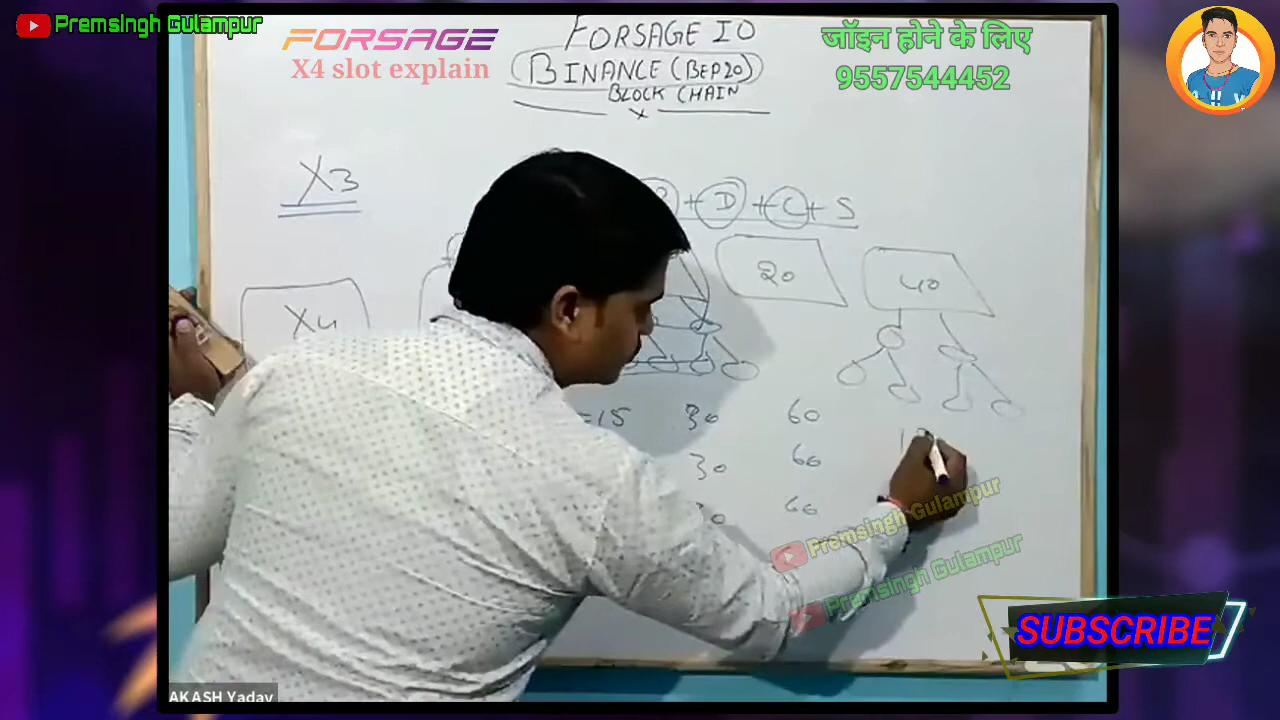 Premsingh Gulampur
FORSAGE
X4 slot explain
FORSAGE IO
BINANCE (BEP20)
BLOCK CHAIN
X
जॉइन होने के लिए
9557544452
X3
+ D + C + S
X4
20
40
=15 30 60
30 60
60
Premsingh Gulampur
Premsingh Gulampur
SUBSCRIBE
AKASH Yadav